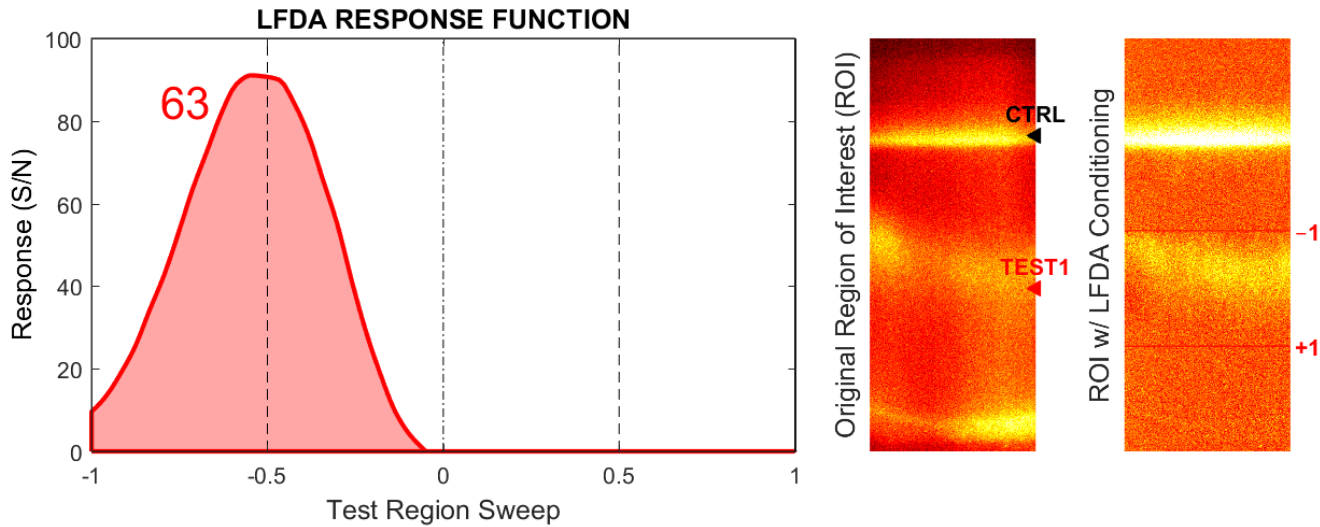 LFDA RESPONSE FUNCTION
Response (S/N)
100
80
60
40
20
0
63
-1
-0.5
0
0.5
1
Test Region Sweep
Original Region of Interest (ROI)
CTRL
TEST1
ROI w/ LFDA Conditioning
−1
+1